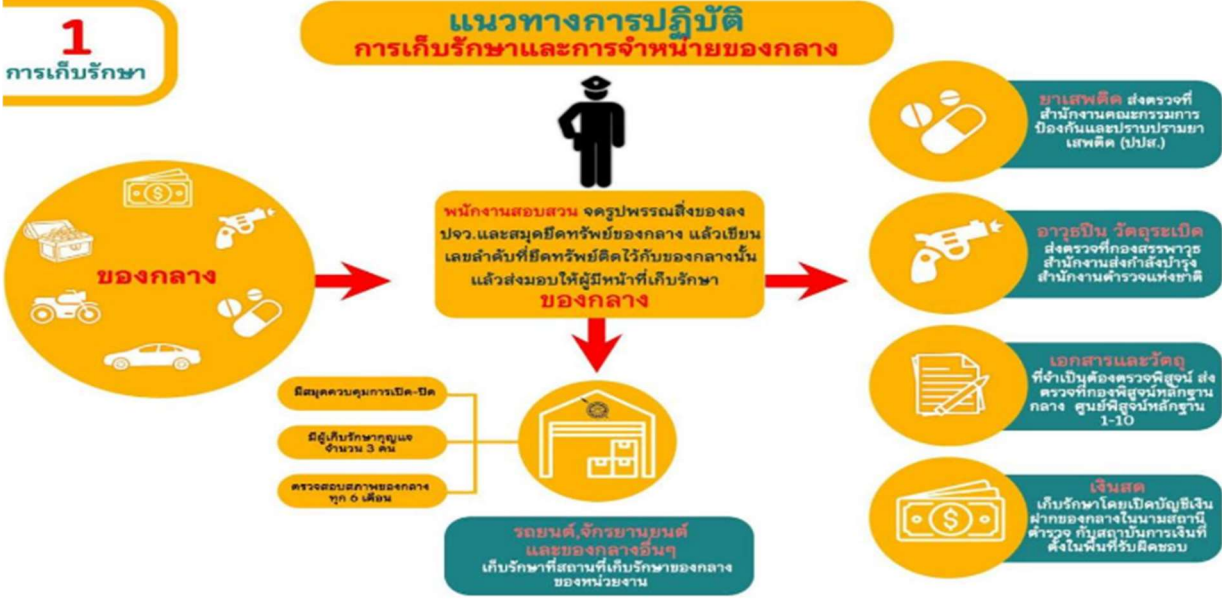 1
การเก็บรักษา
แนวทางการปฏิบัติ
การเก็บรักษาและการจำหน่ายของกลาง
ของกลาง
พนักงานสอบสวน จดรูปพรรณสิ่งของลง
ปจว.และสมุดยึดทรัพย์ของกลาง แล้วเขียน
เลขลำดับที่ยึดทรัพย์ติดไว้กับของกลางนั้น
แล้วส่งมอบให้ผู้มีหน้าที่เก็บรักษา
ของกลาง
มีสมุดควบคุมการเปิด-ปิด
มีผู้เก็บรักษากุญแจ
จำนวน 3 คน
ตรวจสอบสภาพของกลาง
ทุก 6 เดือน
รถยนต์,จักรยานยนต์
และของกลางอื่นๆ
เก็บรักษาที่สถานที่เก็บรักษาของกลาง
ของหน่วยงาน
ยาเสพติด ส่งตรวจที่
สำนักงานคณะกรรมการ
ป้องกันและปราบปรามยา
เสพติด (ปปส.)
อาวุธปืน วัตถุระเบิด
ส่งตรวจที่กองสรรพาวุธ
สำนักงานส่งกำลังบำรุง
สำนักงานตำรวจแห่งชาติ
เอกสารและวัตถุ
ที่จำเป็นต้องตรวจพิสูจน์ ส่ง
ตรวจที่กองพิสูจน์หลักฐาน
กลาง ศูนย์พิสูจน์หลักฐาน
1-10
เงินสด
เก็บรักษาโดยเปิดบัญชีเงิน
ฝากของกลางในนามสถานี
ตำรวจ กับสถาบันการเงินที่
ตั้งในพื้นที่รับผิดชอบ